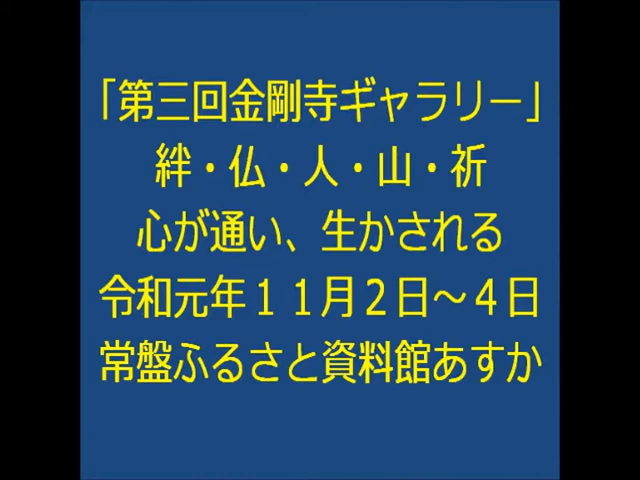 「第三回金剛寺ギャラリー」
絆・仏・人・山・祈
心が通い、生かされる
令和元年１１月２日～４日
常盤ふるさと資料館あすか